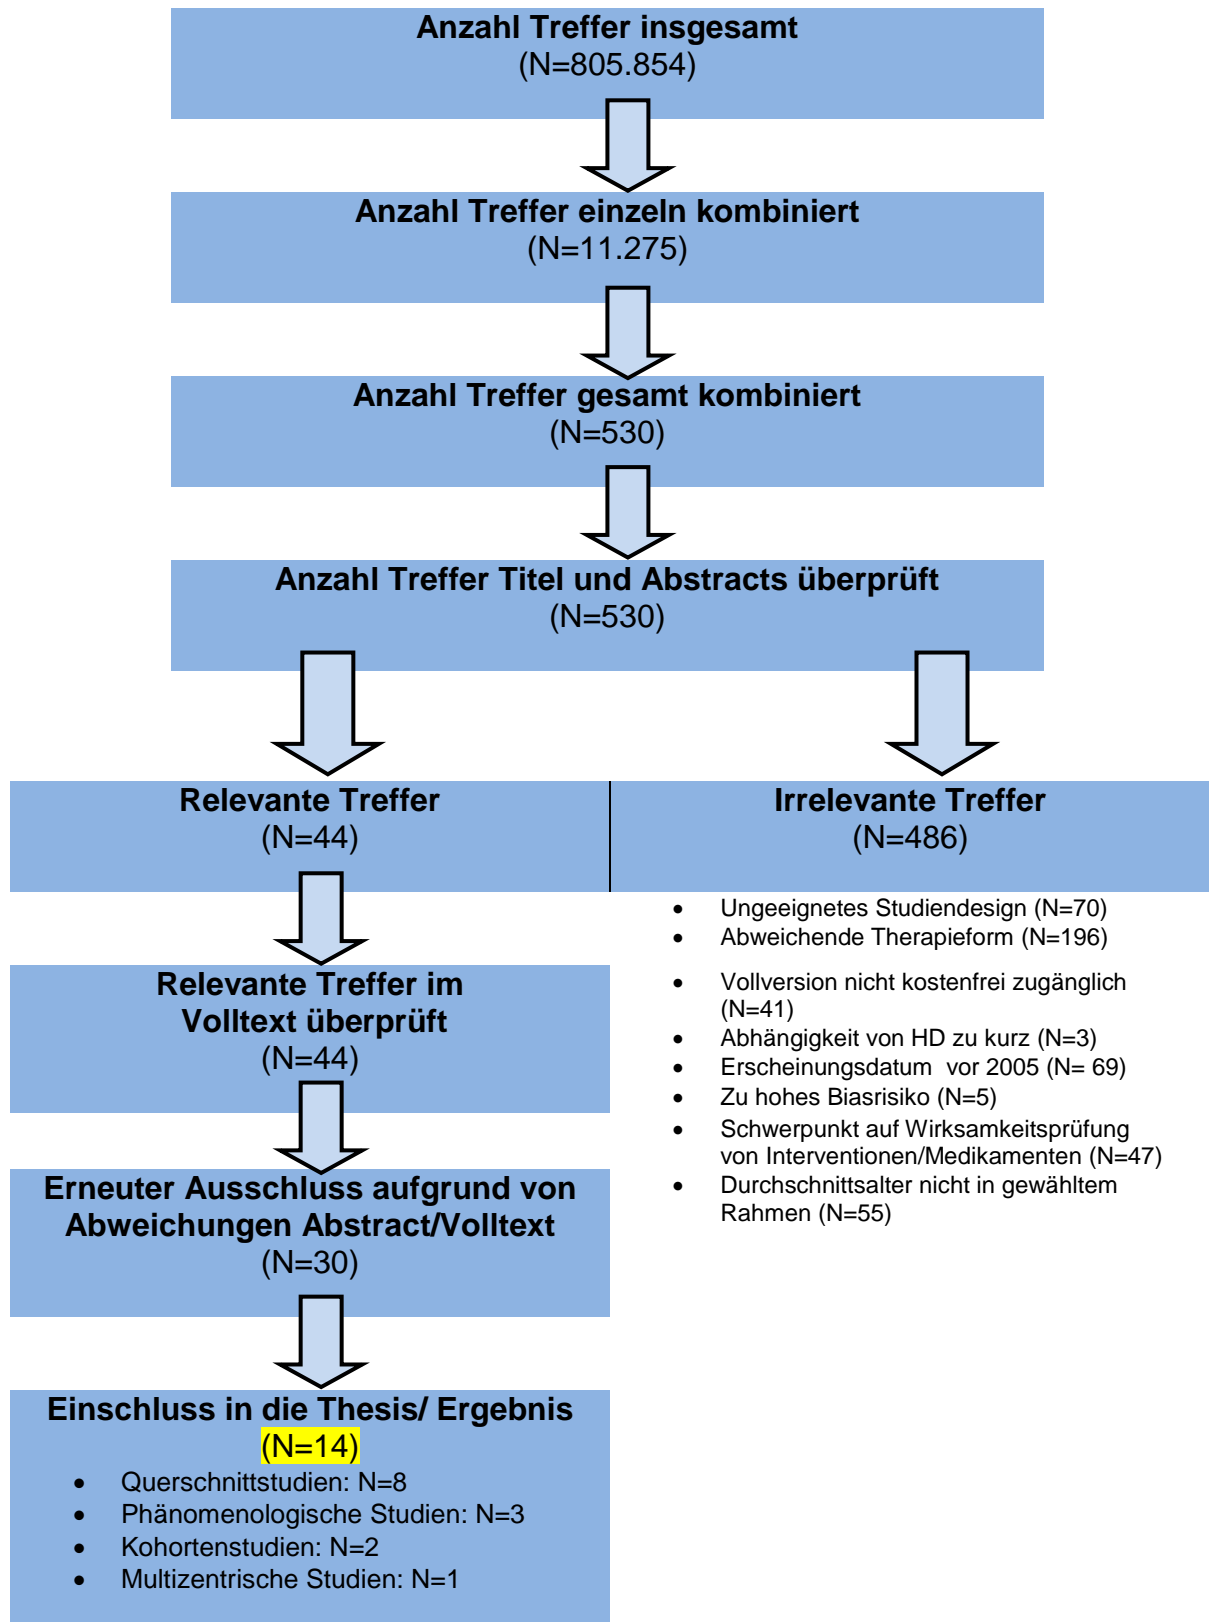 Anzahl Treffer insgesamt
(N=805.854)
Anzahl Treffer einzeln kombiniert
(N=11.275)
Anzahl Treffer gesamt kombiniert
(N=530)
Anzahl Treffer Titel und Abstracts überprüft
(N=530)
Relevante Treffer
(N=44)
Relevante Treffer im
Volltext überprüft
(N=44)
Erneuter Ausschluss aufgrund von
Abweichungen Abstract/Volltext
(N=30)
Einschluss in die Thesis/ Ergebnis
(N=14)
• Querschnittstudien: N=8
• Phänomenologische Studien: N=3
• Kohortenstudien: N=2
• Multizentrische Studien: N=1
Irrelevante Treffer
(N=486)
• Ungeeignetes Studiendesign (N=70)
• Abweichende Therapieform (N=196)
• Vollversion nicht kostenfrei zugänglich
(N=41)
• Abhängigkeit von HD zu kurz (N=3)
• Erscheinungsdatum  vor 2005 (N= 69)
• Zu hohes Biasrisiko (N=5)
• Schwerpunkt auf Wirksamkeitsprüfung
von Interventionen/Medikamenten (N=47)
• Durchschnittsalter nicht in gewähltem
Rahmen (N=55)